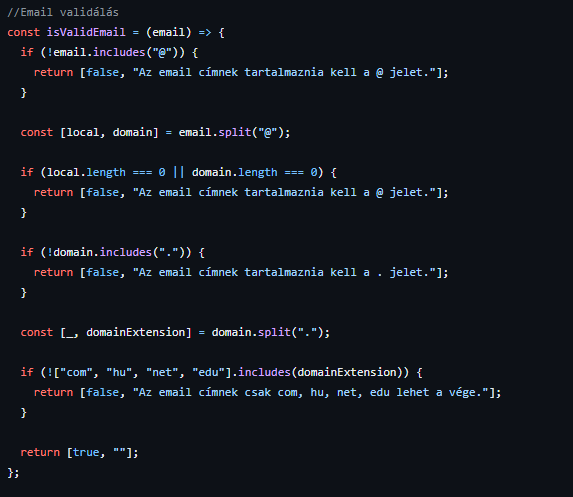 //Email validálás
const isValidEmail = (email) => {
  if (!email.includes("@")) {
    return [false, "Az email címnek tartalmaznia kell a @ jelet."];
  }

  const [local, domain] = email.split("@");

  if (local.length === 0 || domain.length === 0) {
    return [false, "Az email címnek tartalmaznia kell a @ jelet."];
  }

  if (!domain.includes(".")) {
    return [false, "Az email címnek tartalmaznia kell a . jelet."];
  }

  const [_, domainExtension] = domain.split(".");

  if (!["com", "hu", "net", "edu"].includes(domainExtension)) {
    return [false, "Az email címnek csak com, hu, net, edu lehet a vége."];
  }

  return [true, ""];
};